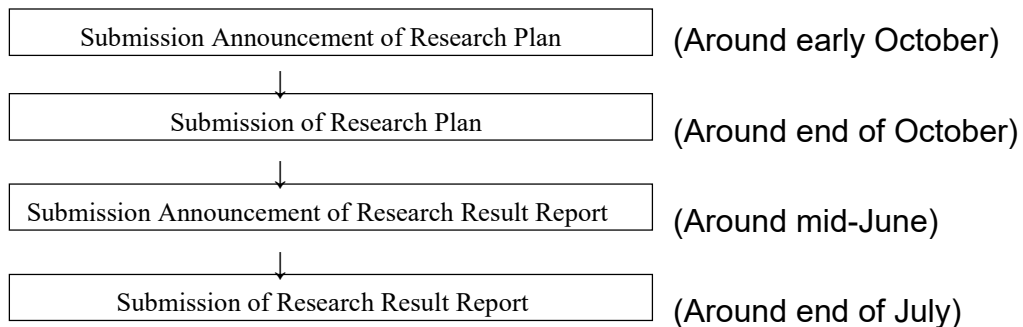 Submission Announcement of Research Plan (Around early October)
↓
Submission of Research Plan (Around end of October)
↓
Submission Announcement of Research Result Report (Around mid-June)
↓
Submission of Research Result Report (Around end of July)